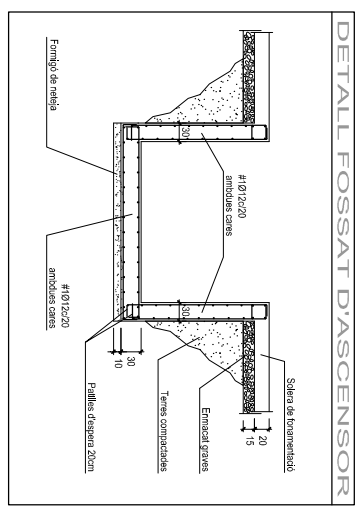 DETALL FOSSAT D'ASCENSOR
Solera de fonamentació
20
15
Enmacat graves
Terres compactades
#1Ø12c/20
ambdues cares
30
30
Patilles d'espera 20cm
30
10
#1Ø12c/20
ambdues cares
Formigó de neteja